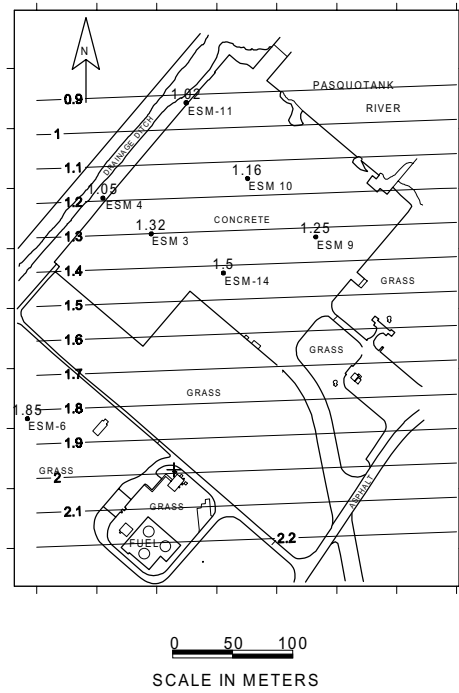 N
0.9
1.02
ESM-11
PASQUOTANK
RIVER
1
DRAINAGE DITCH
1.1
1.16
ESM 10
1.05
ESM 4
1.2
CONCRETE
1.32
ESM 3
1.25
ESM 9
1.3
1.4
1.5
ESM-14
GRASS
1.5
1.6
GRASS
1.7
GRASS
1.8
1.85
ESM-6
1.9
GRASS
2
ASPHALT
2.1
GRASS
2.2
FUEL
0 50 100
SCALE IN METERS